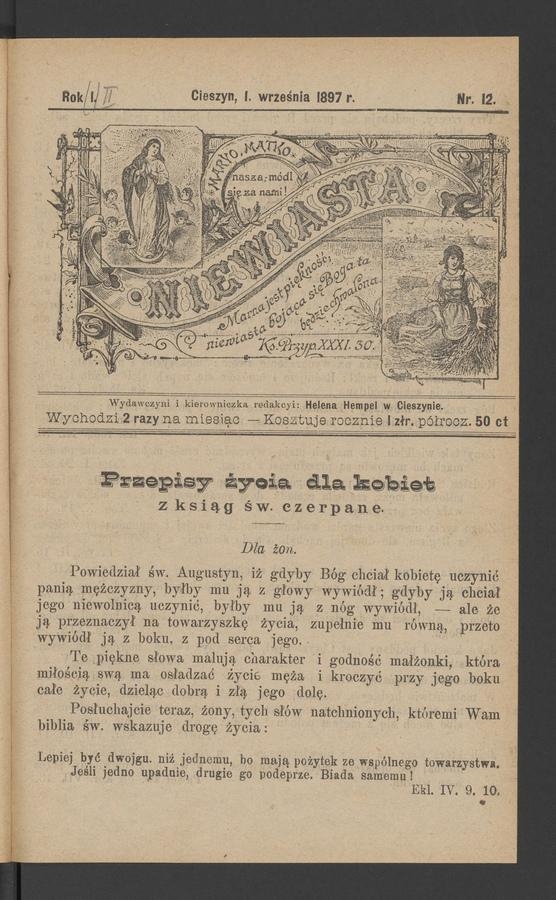 Rok I. II
Cieszyn, 1. września 1897 r.
Nr. 12.
MARYO, MATKO
nasza, módl
się za nami!
NIEWIASTA
Marna jest piękność;
niewiasta bojąca się Boga ta
będzie chwalona.
Ks. Przyp. XXXI. 30.
Wydawczyni i kierowniczka redakcyi: Helena Hempel w Cieszynie.
Wychodzi 2 razy na miesiąc — Kosztuje rocznie 1 złr. półrocz. 50 ct
Przepisy życia dla kobiet
z ksiąg św. czerpane.
Dla żon.
Powiedział św. Augustyn, iż gdyby Bóg chciał kobietę uczynić
panią mężczyzny, byłby mu ją z głowy wywiódł; gdyby ją chciał
jego niewolnicą uczynić, byłby mu ją z nóg wywiódł, — ale że
ją przeznaczył na towarzyszkę życia, zupełnie mu równą, przeto
wywiódł ją z boku, z pod serca jego.
Te piękne słowa malują charakter i godność małżonki, która
miłością swą ma osładzać życie męża i kroczyć przy jego boku
całe życie, dzieląc dobrą i złą jego dolę.
Posłuchajcie teraz, żony, tych słów natchnionych, któremi Wam
biblia św. wskazuje drogę życia:
Lepiej być dwojgu. niż jednemu, bo mają pożytek ze wspólnego towarzystwa.
Jeśli jedno upadnie, drugie go podeprze. Biada samemu!
Ekl. IV. 9. 10.